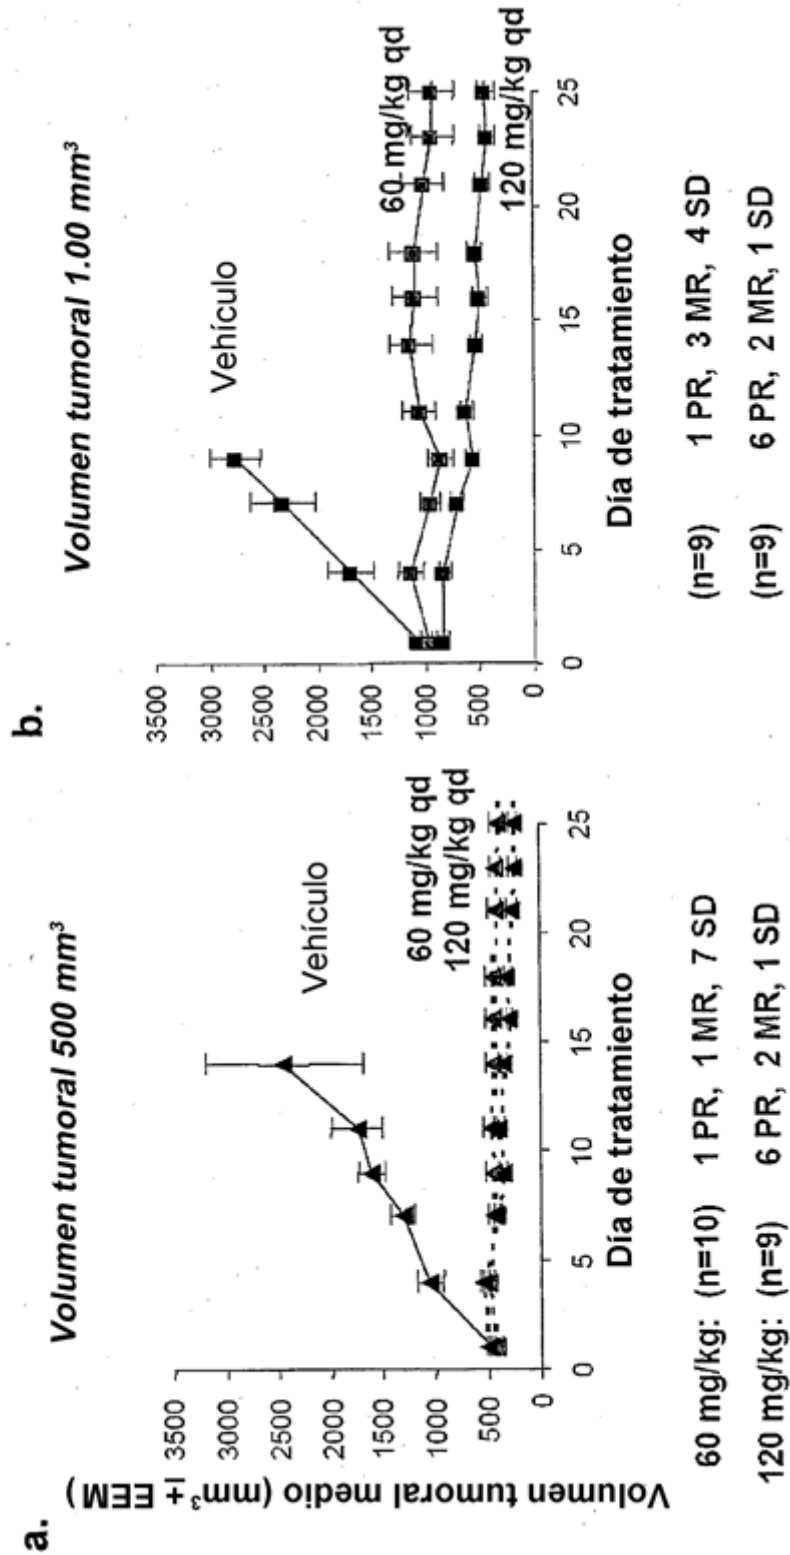 a.
Volumen tumoral 500 mm³
Volumen tumoral medio (mm³ ± EEM)
3500
3000
2500
2000
1500
1000
500
0
Vehículo
60 mg/kg qd
120 mg/kg qd
0 5 10 15 20 25
Día de tratamiento
60 mg/kg: (n=10) 1 PR, 1 MR, 7 SD
120 mg/kg: (n=9) 6 PR, 2 MR, 1 SD
b.
Volumen tumoral 1.00 mm³
3500
3000
2500
2000
1500
1000
500
0
Vehículo
60 mg/kg qd
120 mg/kg qd
0 5 10 15 20 25
Día de tratamiento
(n=9) 1 PR, 3 MR, 4 SD
(n=9) 6 PR, 2 MR, 1 SD